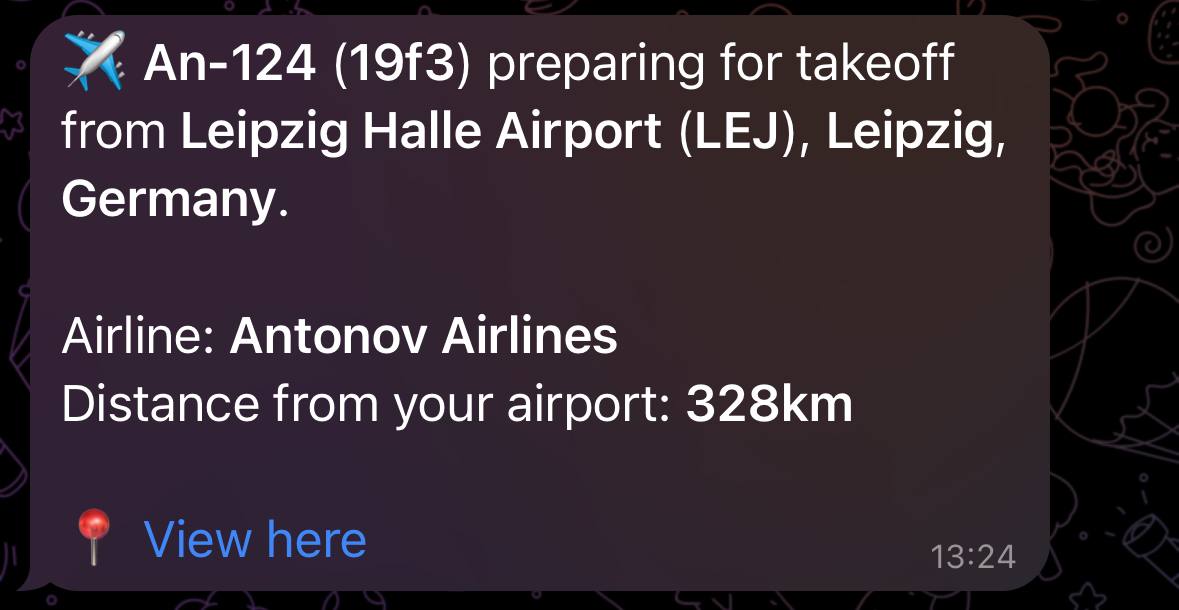 ✈️ An-124 (19f3) preparing for takeoff
from Leipzig Halle Airport (LEJ), Leipzig,
Germany.
Airline: Antonov Airlines
Distance from your airport: 328km
📍 View here
13:24